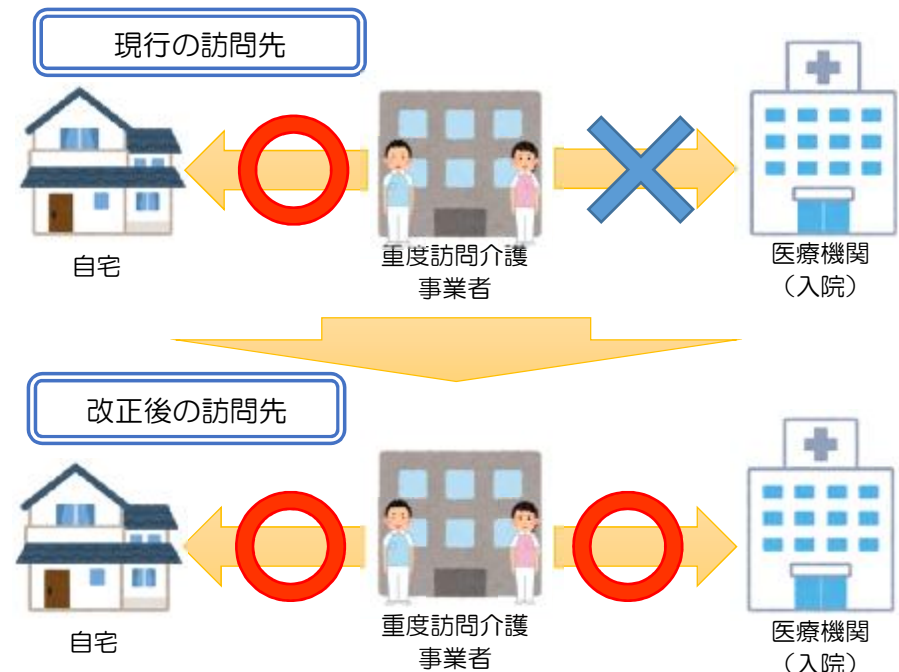 現行の訪問先
自宅
重度訪問介護
事業者
医療機関
（入院）
改正後の訪問先
自宅
重度訪問介護
事業者
医療機関
（入院）